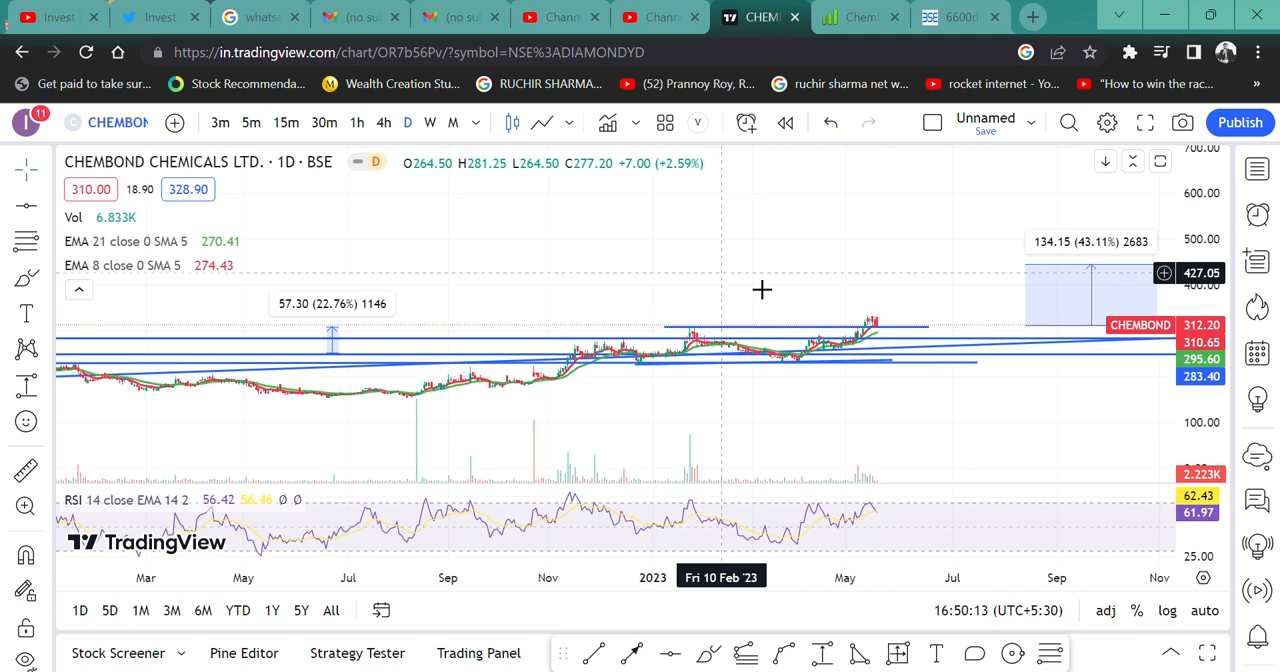 Invest
Invest
whats
(no su
(no su
Chann
Chann
CHEMI
Chemi
6600d
https://in.tradingview.com/chart/OR7b56Pv/?symbol=NSE%3ADIAMONDYD
Get paid to take sur...
Stock Recommenda...
Wealth Creation Stu...
RUCHIR SHARMA...
(52) Prannoy Roy, R...
ruchir sharma net w...
rocket internet - Yo...
"How to win the rac...
»
I 11 C CHEMBON 3m 5m 15m 30m 1h 4h D W M V Unnamed Save Publish
CHEMBOND CHEMICALS LTD. · 1D · BSE D O264.50 H281.25 L264.50 C277.20 +7.00 (+2.59%)
310.00 18.90 328.90
Vol 6.833K
EMA 21 close 0 SMA 5 270.41
EMA 8 close 0 SMA 5 274.43
57.30 (22.76%) 1146
134.15 (43.11%) 2683
700.00
600.00
500.00
427.05
400.00
CHEMBOND 312.20
310.65
295.60
283.40
100.00
2.223K
RSI 14 close EMA 14 2 56.42 56.46 Ø Ø
62.43
61.97
25.00
TradingView
Mar May Jul Sep Nov 2023 Fri 10 Feb '23 May Jul Sep Nov
1D 5D 1M 3M 6M YTD 1Y 5Y All 16:50:13 (UTC+5:30) adj % log auto
Stock Screener Pine Editor Strategy Tester Trading Panel